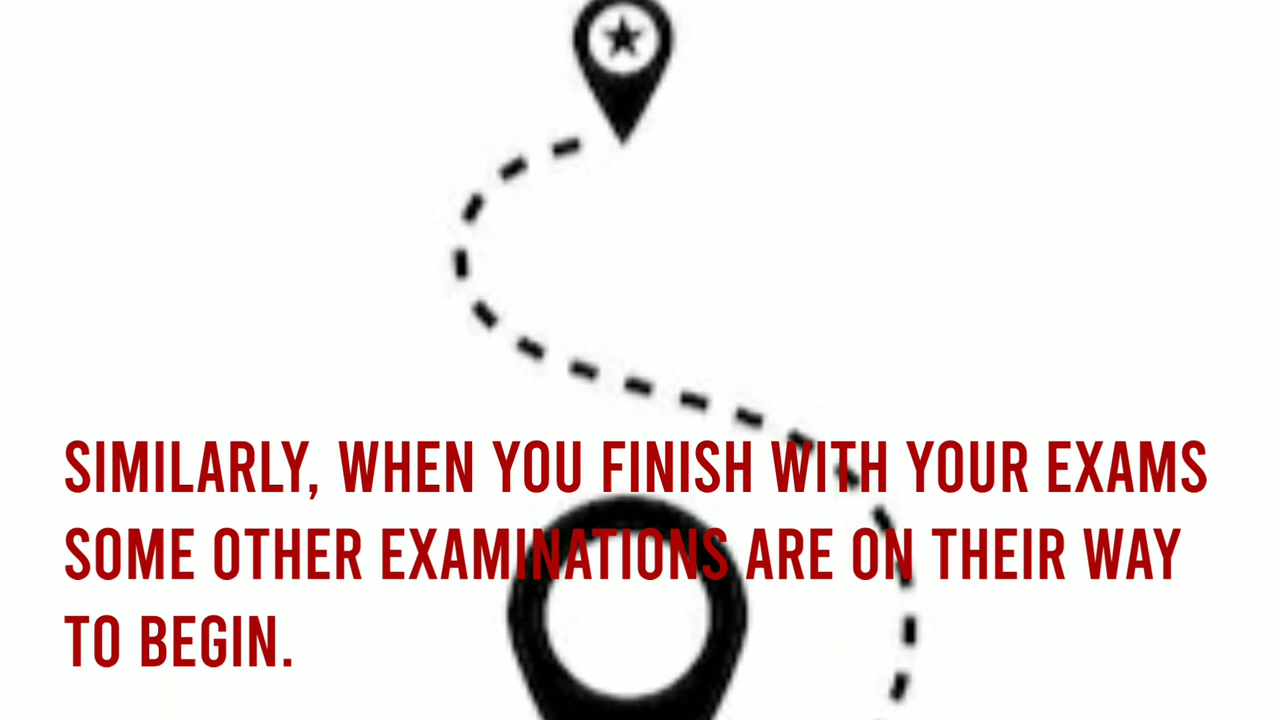 SIMILARLY, WHEN YOU FINISH WITH YOUR EXAMS
SOME OTHER EXAMINATIONS ARE ON THEIR WAY
TO BEGIN.